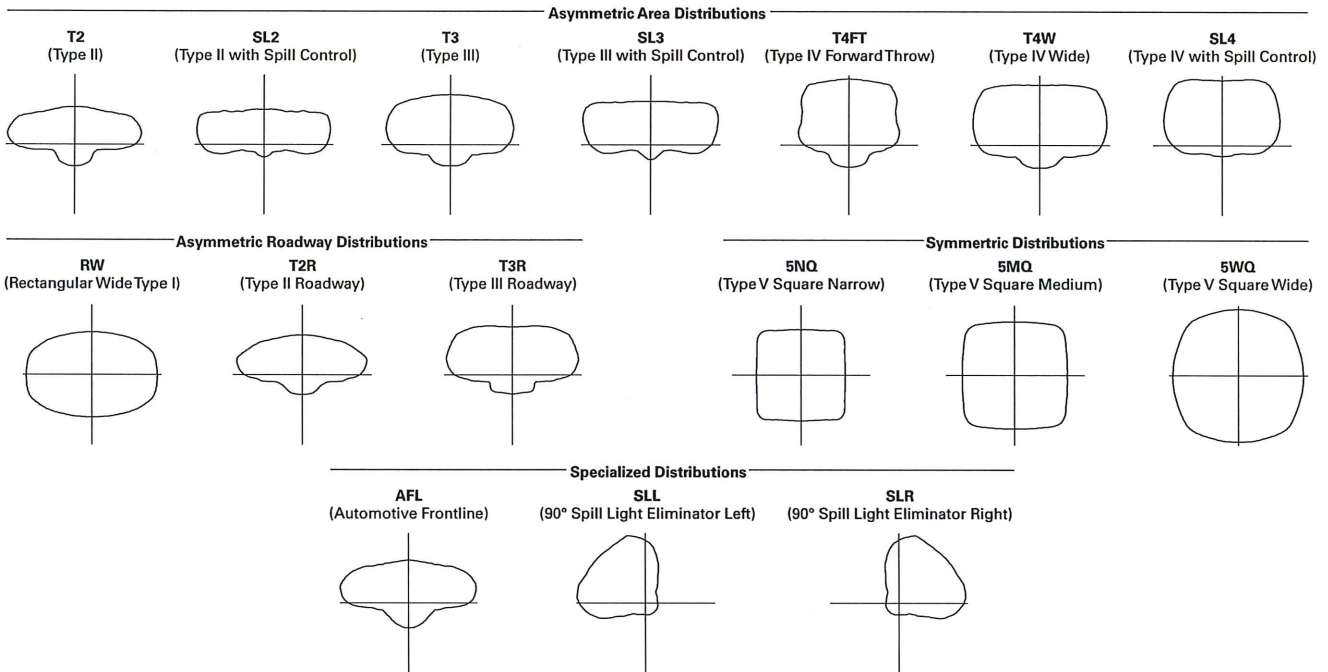 Asymmetric Area Distributions
T2
(Type II)
SL2
(Type II with Spill Control)
T3
(Type III)
SL3
(Type III with Spill Control)
T4FT
(Type IV Forward Throw)
T4W
(Type IV Wide)
SL4
(Type IV with Spill Control)
Asymmetric Roadway Distributions
RW
(Rectangular Wide Type I)
T2R
(Type II Roadway)
T3R
(Type III Roadway)
Symmertric Distributions
5NQ
(Type V Square Narrow)
5MQ
(Type V Square Medium)
5WQ
(Type V Square Wide)
Specialized Distributions
AFL
(Automotive Frontline)
SLL
(90° Spill Light Eliminator Left)
SLR
(90° Spill Light Eliminator Right)